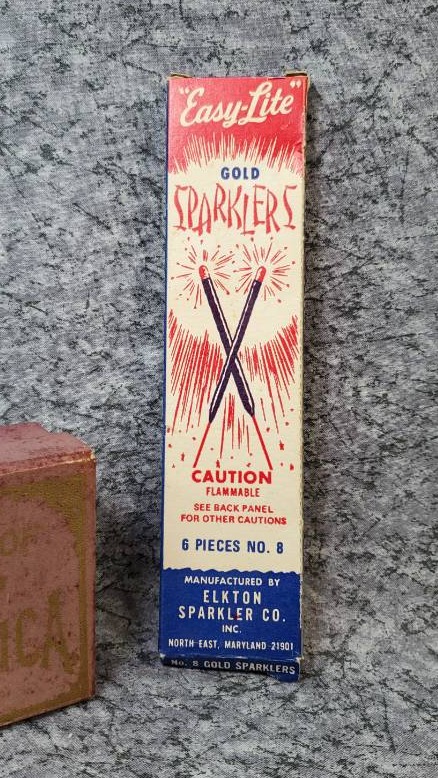 "Easy-Lite"
GOLD
SPARKLERS
CAUTION
FLAMMABLE
SEE BACK PANEL
FOR OTHER CAUTIONS
6 PIECES NO. 8
MANUFACTURED BY
ELKTON
SPARKLER CO.
INC.
NORTH EAST, MARYLAND 21901
No. 8 GOLD SPARKLERS
OF